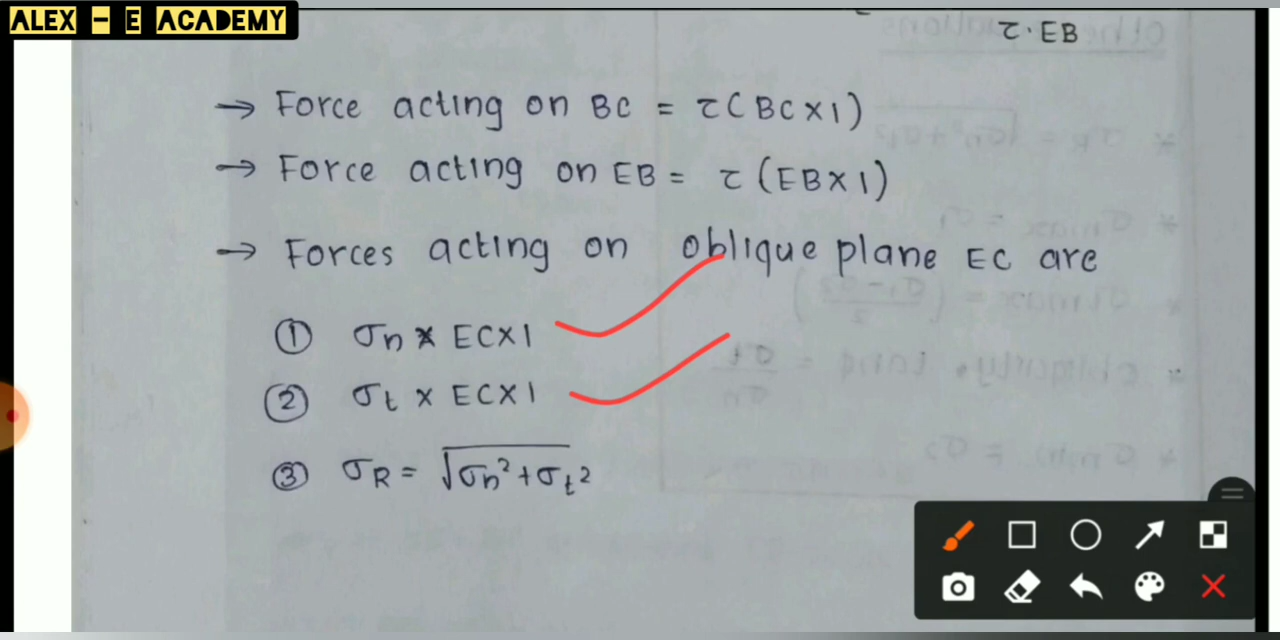 ALEX – E ACADEMY
τ·EB
→ Force acting on BC = τ(BC×1)
→ Force acting on EB = τ(EB×1)
→ Forces acting on oblique plane EC are
① σn × EC×1
② σt × EC×1
③ σR = √σn²+σt²